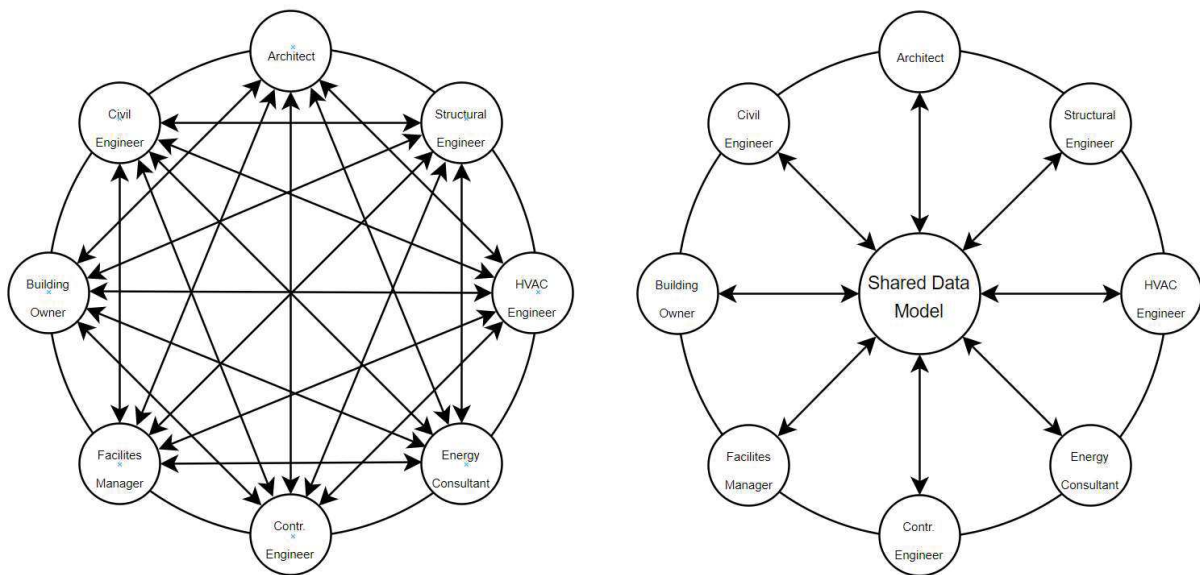 Architect
Civil
Engineer
Structural
Engineer
Building
Owner
HVAC
Engineer
Facilites
Manager
Energy
Consultant
Contr.
Engineer
Architect
Civil
Engineer
Structural
Engineer
Building
Owner
Shared Data
Model
HVAC
Engineer
Facilites
Manager
Energy
Consultant
Contr.
Engineer